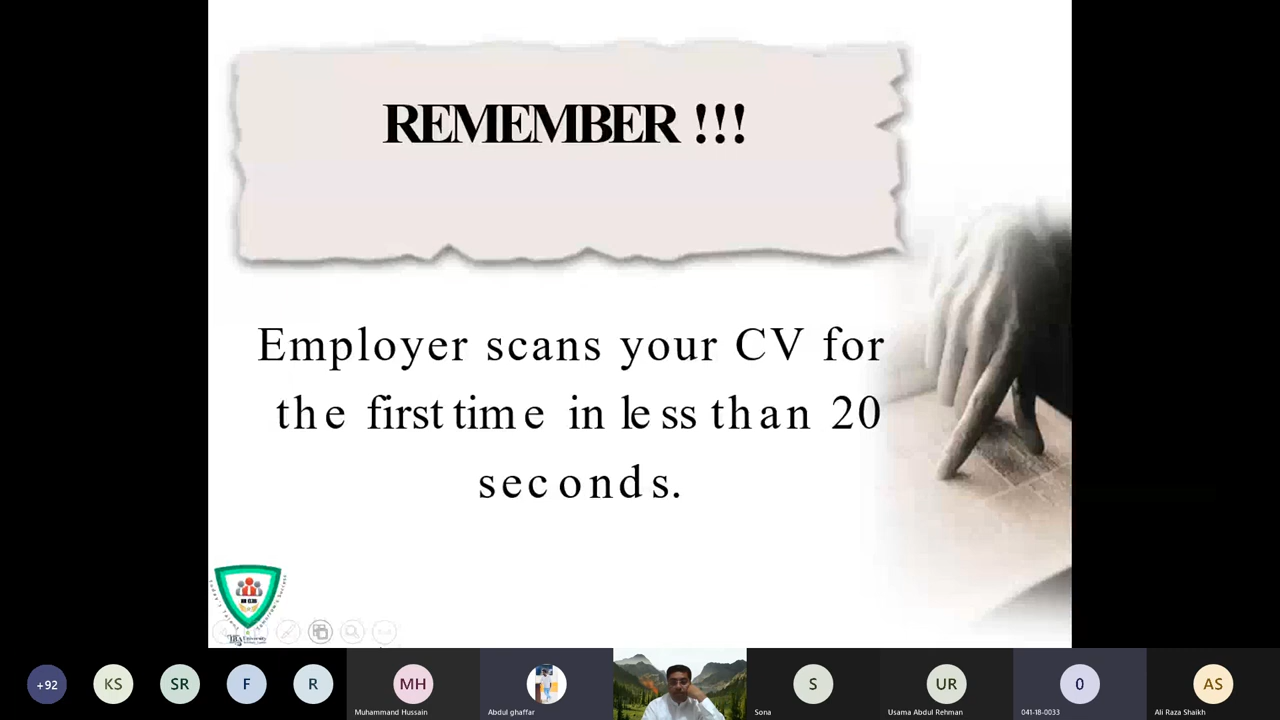 REMEMBER !!!
Employer scans your CV for
the first time in less than 20
seconds.
+92
KS
SR
F
R
MH
S
UR
0
AS
Muhammand Hussain
Abdul ghaffar
Sona
Usama Abdul Rehman
041-18-0033
Ali Raza Shaikh